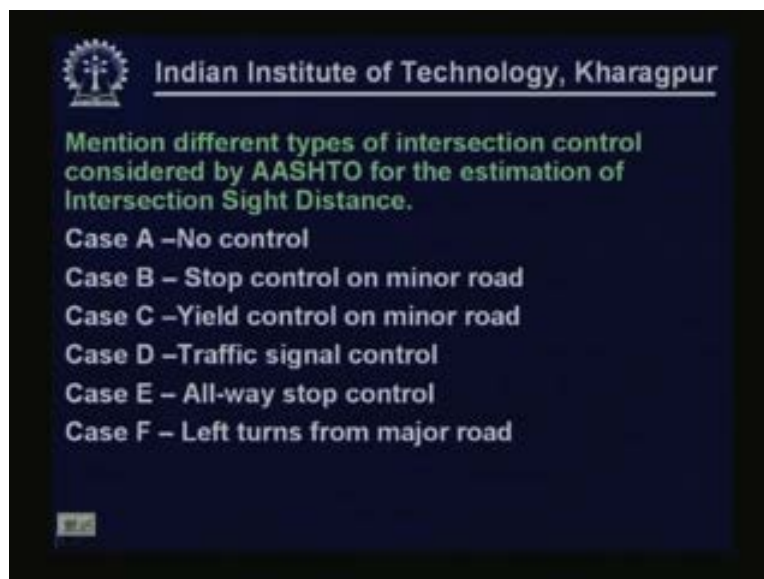 Indian Institute of Technology, Kharagpur
Mention different types of intersection control
considered by AASHTO for the estimation of
Intersection Sight Distance.
Case A –No control
Case B – Stop control on minor road
Case C –Yield control on minor road
Case D –Traffic signal control
Case E – All-way stop control
Case F – Left turns from major road